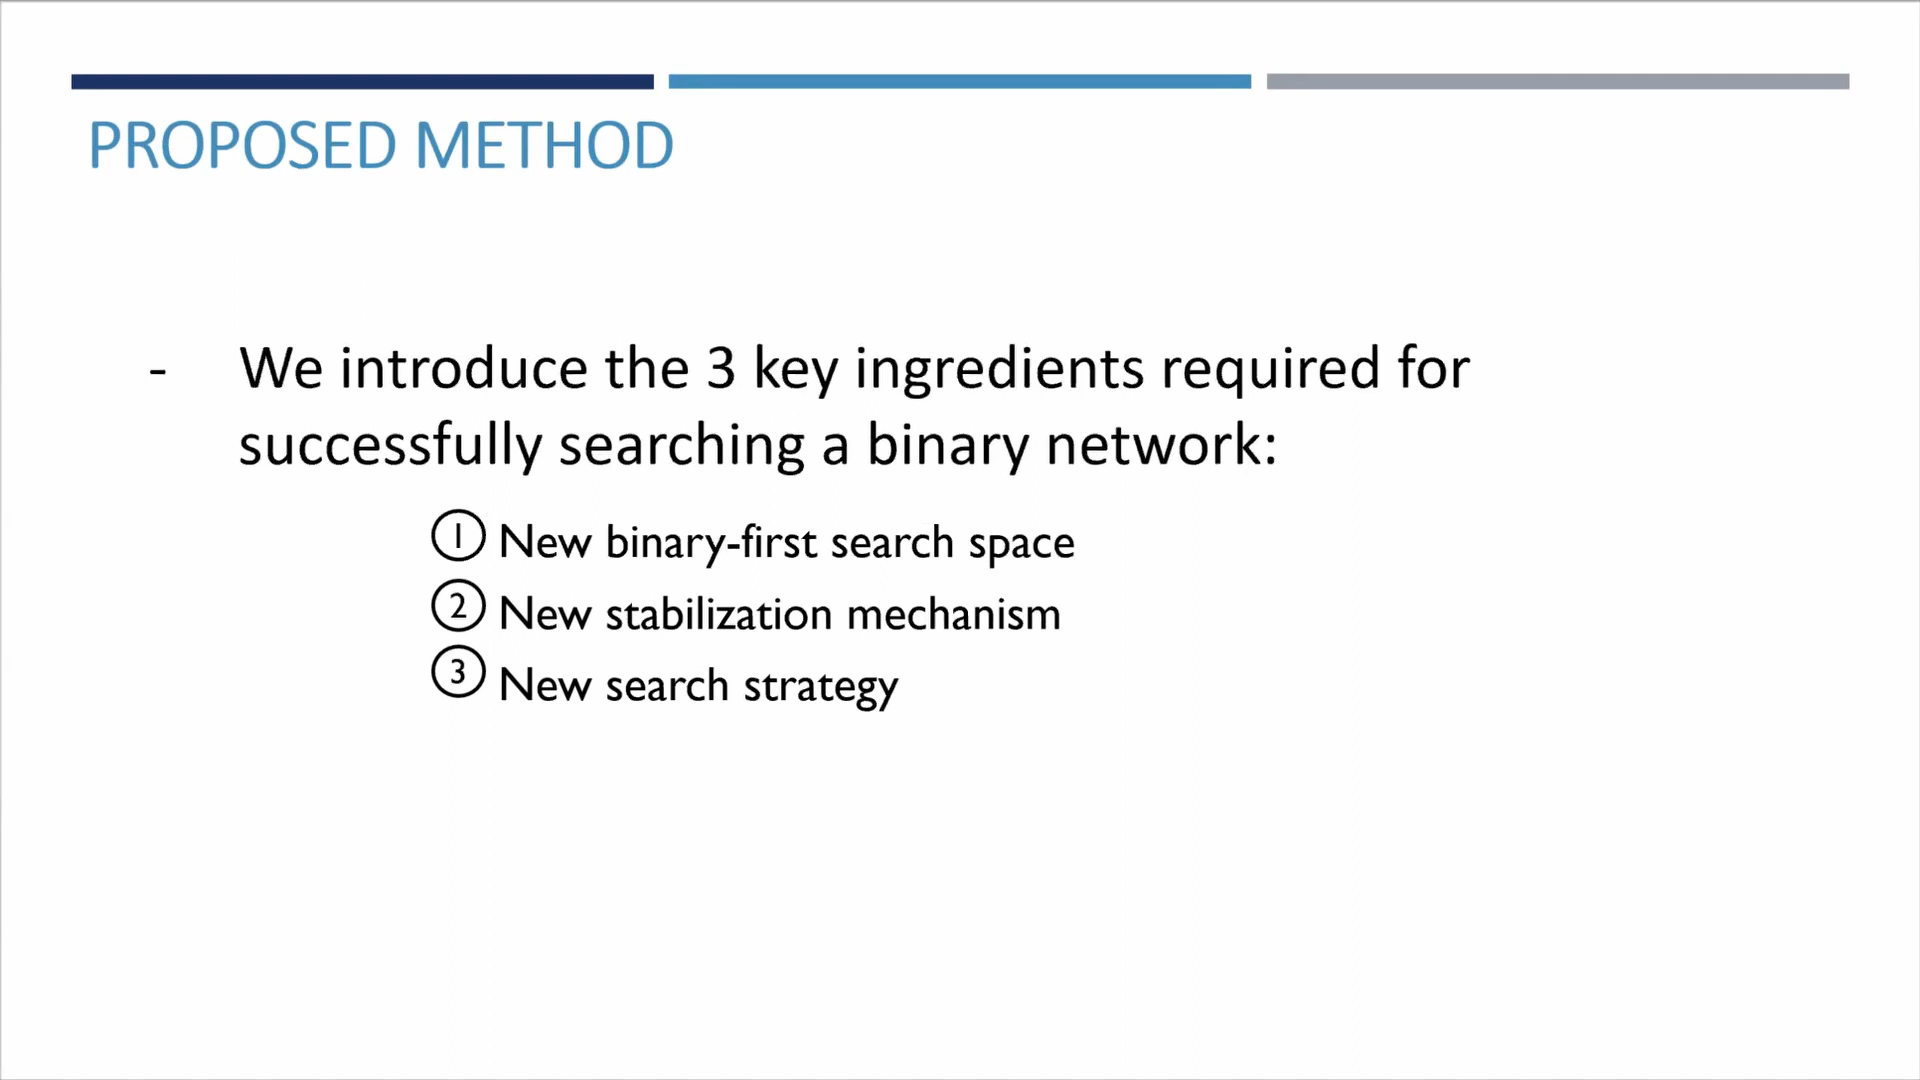 PROPOSED METHOD
- We introduce the 3 key ingredients required for
successfully searching a binary network:
① New binary-first search space
② New stabilization mechanism
③ New search strategy